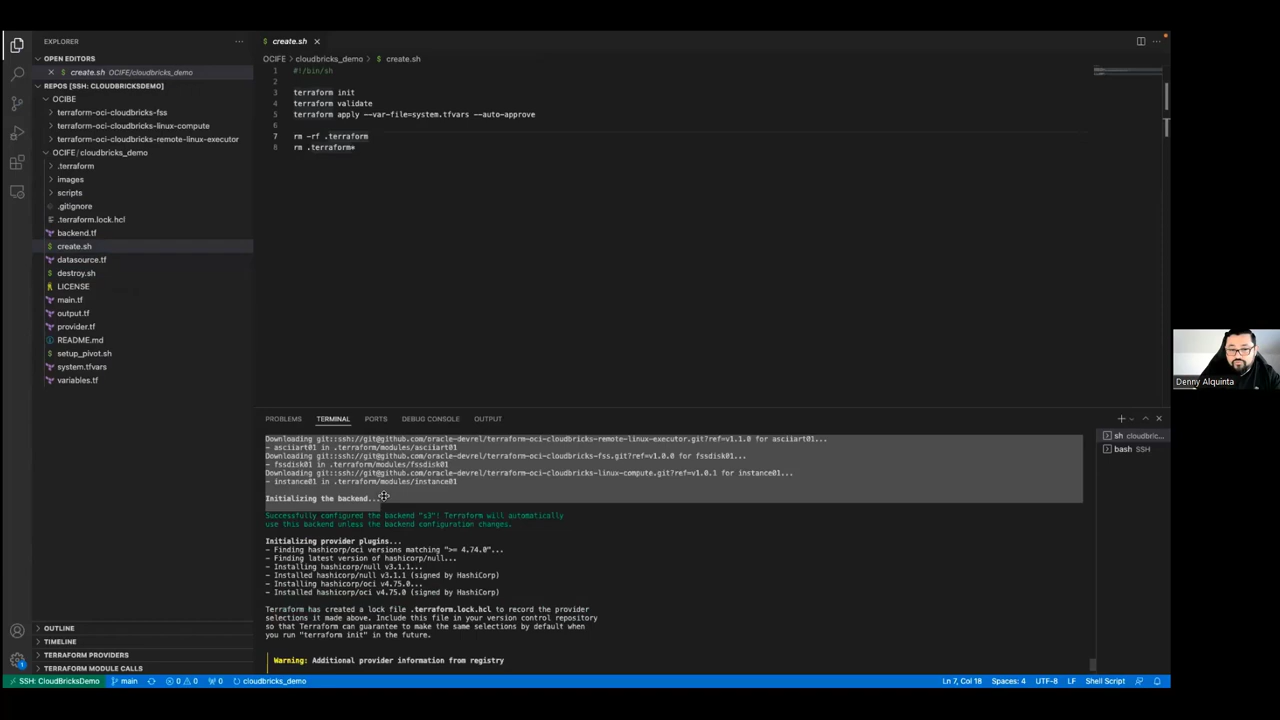 EXPLORER
OPEN EDITORS
create.sh OCIFE/cloudbricks_demo
REPOS [SSH: CLOUDBRICKSDEMO]
OCIBE
terraform-oci-cloudbricks-fss
terraform-oci-cloudbricks-linux-compute
terraform-oci-cloudbricks-remote-linux-executor
OCIFE / cloudbricks_demo
.terraform
images
scripts
.gitignore
.terraform.lock.hcl
backend.tf
create.sh
datasource.tf
destroy.sh
LICENSE
main.tf
output.tf
provider.tf
README.md
setup_pivot.sh
system.tfvars
variables.tf
OUTLINE
TIMELINE
TERRAFORM PROVIDERS
TERRAFORM MODULE CALLS
create.sh
OCIFE > cloudbricks_demo > $ create.sh
1 #!/bin/sh
2
3 terraform init
4 terraform validate
5 terraform apply --var-file=system.tfvars --auto-approve
6
7 rm -rf .terraform
8 rm .terraform*
PROBLEMS TERMINAL PORTS DEBUG CONSOLE OUTPUT
Downloading git::ssh://git@github.com/oracle-devrel/terraform-oci-cloudbricks-remote-linux-executor.git?ref=v1.1.0 for asciiart01...
- asciiart01 in .terraform/modules/asciiart01
Downloading git::ssh://git@github.com/oracle-devrel/terraform-oci-cloudbricks-fss.git?ref=v1.0.0 for fssdisk01...
- fssdisk01 in .terraform/modules/fssdisk01
Downloading git::ssh://git@github.com/oracle-devrel/terraform-oci-cloudbricks-linux-compute.git?ref=v1.0.1 for instance01...
- instance01 in .terraform/modules/instance01
Initializing the backend...
Successfully configured the backend "s3"! Terraform will automatically
use this backend unless the backend configuration changes.
Initializing provider plugins...
- Finding hashicorp/oci versions matching ">= 4.74.0"...
- Finding latest version of hashicorp/null...
- Installing hashicorp/null v3.1.1...
- Installed hashicorp/null v3.1.1 (signed by HashiCorp)
- Installing hashicorp/oci v4.75.0...
- Installed hashicorp/oci v4.75.0 (signed by HashiCorp)
Terraform has created a lock file .terraform.lock.hcl to record the provider
selections it made above. Include this file in your version control repository
so that Terraform can guarantee to make the same selections by default when
you run "terraform init" in the future.
Warning: Additional provider information from registry
sh cloudbric...
bash SSH
Denny Alquinta
SSH: CloudBricksDemo main 0 0 0 cloudbricks_demo Ln 7, Col 18 Spaces: 4 UTF-8 LF Shell Script